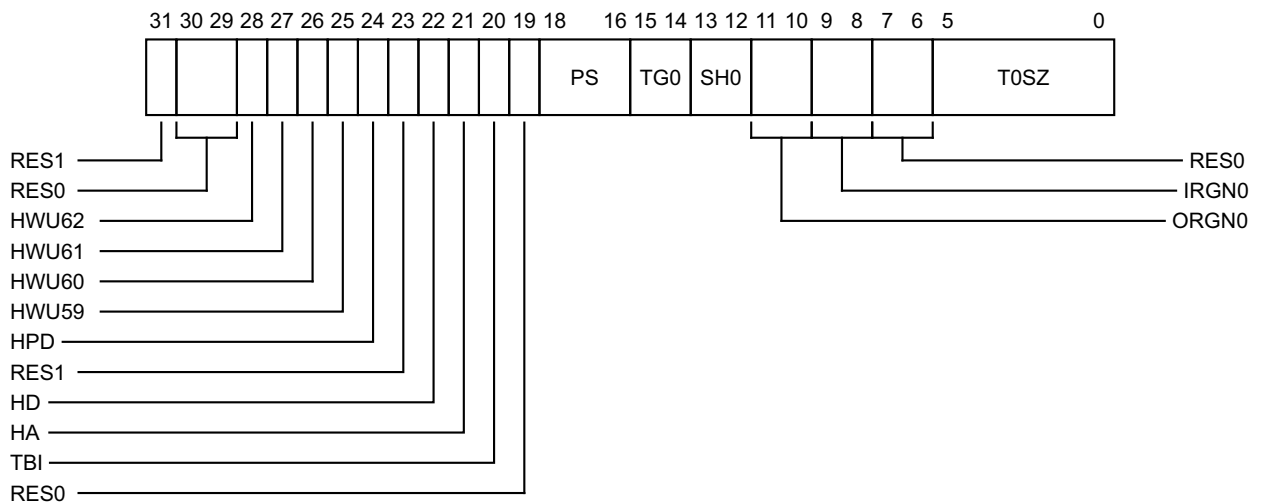 31 30 29 28 27 26 25 24 23 22 21 20 19 18 16 15 14 13 12 11 10 9 8 7 6 5 0
PS TG0 SH0 T0SZ
RES1 RES0
RES0 IRGN0
HWU62 ORGN0
HWU61
HWU60
HWU59
HPD
RES1
HD
HA
TBI
RES0